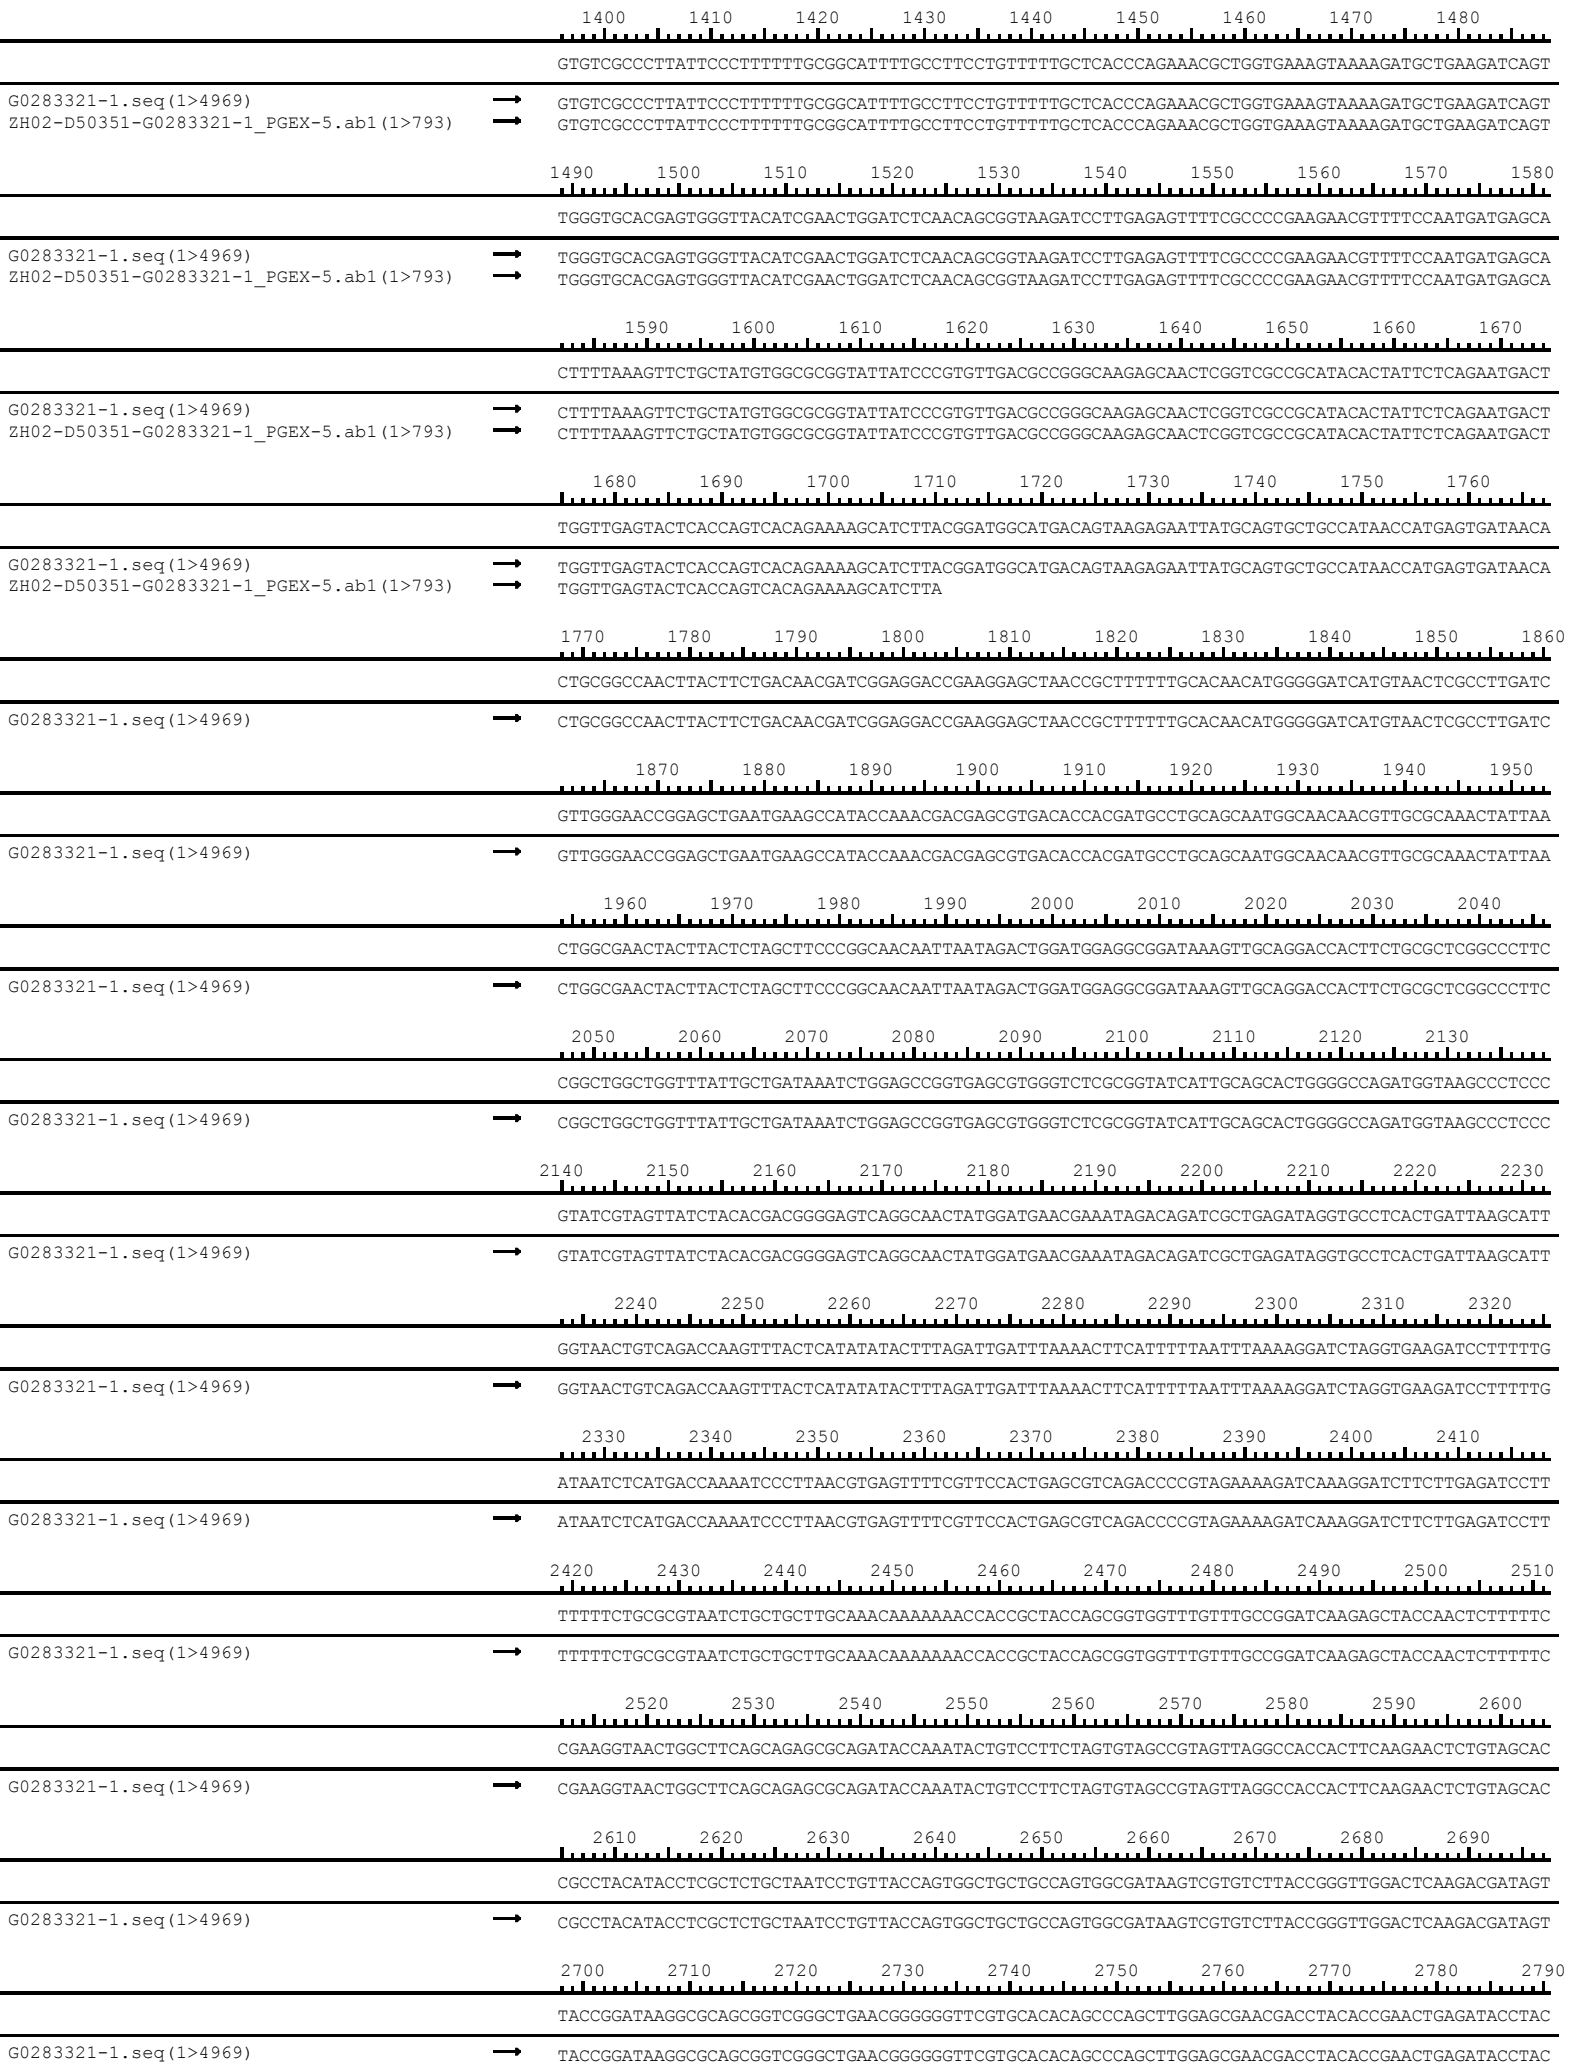 1400 1410 1420 1430 1440 1450 1460 1470 1480
GTGTCGCCCTTATTCCCTTTTTTGCGGCATTTTGCCTTCCTGTTTTTGCTCACCCAGAAACGCTGGTGAAAGTAAAAGATGCTGAAGATCAGT
G0283321-1.seq(1>4969) → GTGTCGCCCTTATTCCCTTTTTTGCGGCATTTTGCCTTCCTGTTTTTGCTCACCCAGAAACGCTGGTGAAAGTAAAAGATGCTGAAGATCAGT
ZH02-D50351-G0283321-1_PGEX-5.ab1(1>793) → GTGTCGCCCTTATTCCCTTTTTTGCGGCATTTTGCCTTCCTGTTTTTGCTCACCCAGAAACGCTGGTGAAAGTAAAAGATGCTGAAGATCAGT
1490 1500 1510 1520 1530 1540 1550 1560 1570 1580
TGGGTGCACGAGTGGGTTACATCGAACTGGATCTCAACAGCGGTAAGATCCTTGAGAGTTTTCGCCCCGAAGAACGTTTTCCAATGATGAGCA
G0283321-1.seq(1>4969) → TGGGTGCACGAGTGGGTTACATCGAACTGGATCTCAACAGCGGTAAGATCCTTGAGAGTTTTCGCCCCGAAGAACGTTTTCCAATGATGAGCA
ZH02-D50351-G0283321-1_PGEX-5.ab1(1>793) → TGGGTGCACGAGTGGGTTACATCGAACTGGATCTCAACAGCGGTAAGATCCTTGAGAGTTTTCGCCCCGAAGAACGTTTTCCAATGATGAGCA
1590 1600 1610 1620 1630 1640 1650 1660 1670
CTTTTAAAGTTCTGCTATGTGGCGCGGTATTATCCCGTGTTGACGCCGGGCAAGAGCAACTCGGTCGCCGCATACACTATTCTCAGAATGACT
G0283321-1.seq(1>4969) → CTTTTAAAGTTCTGCTATGTGGCGCGGTATTATCCCGTGTTGACGCCGGGCAAGAGCAACTCGGTCGCCGCATACACTATTCTCAGAATGACT
ZH02-D50351-G0283321-1_PGEX-5.ab1(1>793) → CTTTTAAAGTTCTGCTATGTGGCGCGGTATTATCCCGTGTTGACGCCGGGCAAGAGCAACTCGGTCGCCGCATACACTATTCTCAGAATGACT
1680 1690 1700 1710 1720 1730 1740 1750 1760
TGGTTGAGTACTCACCAGTCACAGAAAAGCATCTTACGGATGGCATGACAGTAAGAGAATTATGCAGTGCTGCCATAACCATGAGTGATAACA
G0283321-1.seq(1>4969) → TGGTTGAGTACTCACCAGTCACAGAAAAGCATCTTACGGATGGCATGACAGTAAGAGAATTATGCAGTGCTGCCATAACCATGAGTGATAACA
ZH02-D50351-G0283321-1_PGEX-5.ab1(1>793) → TGGTTGAGTACTCACCAGTCACAGAAAAGCATCTTA
1770 1780 1790 1800 1810 1820 1830 1840 1850 1860
CTGCGGCCAACTTACTTCTGACAACGATCGGAGGACCGAAGGAGCTAACCGCTTTTTTGCACAACATGGGGGATCATGTAACTCGCCTTGATC
G0283321-1.seq(1>4969) → CTGCGGCCAACTTACTTCTGACAACGATCGGAGGACCGAAGGAGCTAACCGCTTTTTTGCACAACATGGGGGATCATGTAACTCGCCTTGATC
1870 1880 1890 1900 1910 1920 1930 1940 1950
GTTGGGAACCGGAGCTGAATGAAGCCATACCAAACGACGAGCGTGACACCACGATGCCTGCAGCAATGGCAACAACGTTGCGCAAACTATTAA
G0283321-1.seq(1>4969) → GTTGGGAACCGGAGCTGAATGAAGCCATACCAAACGACGAGCGTGACACCACGATGCCTGCAGCAATGGCAACAACGTTGCGCAAACTATTAA
1960 1970 1980 1990 2000 2010 2020 2030 2040
CTGGCGAACTACTTACTCTAGCTTCCCGGCAACAATTAATAGACTGGATGGAGGCGGATAAAGTTGCAGGACCACTTCTGCGCTCGGCCCTTC
G0283321-1.seq(1>4969) → CTGGCGAACTACTTACTCTAGCTTCCCGGCAACAATTAATAGACTGGATGGAGGCGGATAAAGTTGCAGGACCACTTCTGCGCTCGGCCCTTC
2050 2060 2070 2080 2090 2100 2110 2120 2130
CGGCTGGCTGGTTTATTGCTGATAAATCTGGAGCCGGTGAGCGTGGGTCTCGCGGTATCATTGCAGCACTGGGGCCAGATGGTAAGCCCTCCC
G0283321-1.seq(1>4969) → CGGCTGGCTGGTTTATTGCTGATAAATCTGGAGCCGGTGAGCGTGGGTCTCGCGGTATCATTGCAGCACTGGGGCCAGATGGTAAGCCCTCCC
2140 2150 2160 2170 2180 2190 2200 2210 2220 2230
GTATCGTAGTTATCTACACGACGGGGAGTCAGGCAACTATGGATGAACGAAATAGACAGATCGCTGAGATAGGTGCCTCACTGATTAAGCATT
G0283321-1.seq(1>4969) → GTATCGTAGTTATCTACACGACGGGGAGTCAGGCAACTATGGATGAACGAAATAGACAGATCGCTGAGATAGGTGCCTCACTGATTAAGCATT
2240 2250 2260 2270 2280 2290 2300 2310 2320
GGTAACTGTCAGACCAAGTTTACTCATATATACTTTAGATTGATTTAAAACTTCATTTTTAATTTAAAAGGATCTAGGTGAAGATCCTTTTTG
G0283321-1.seq(1>4969) → GGTAACTGTCAGACCAAGTTTACTCATATATACTTTAGATTGATTTAAAACTTCATTTTTAATTTAAAAGGATCTAGGTGAAGATCCTTTTTG
2330 2340 2350 2360 2370 2380 2390 2400 2410
ATAATCTCATGACCAAAATCCCTTAACGTGAGTTTTCGTTCCACTGAGCGTCAGACCCCGTAGAAAAGATCAAAGGATCTTCTTGAGATCCTT
G0283321-1.seq(1>4969) → ATAATCTCATGACCAAAATCCCTTAACGTGAGTTTTCGTTCCACTGAGCGTCAGACCCCGTAGAAAAGATCAAAGGATCTTCTTGAGATCCTT
2420 2430 2440 2450 2460 2470 2480 2490 2500 2510
TTTTTCTGCGCGTAATCTGCTGCTTGCAAACAAAAAAACCACCGCTACCAGCGGTGGTTTGTTTGCCGGATCAAGAGCTACCAACTCTTTTTC
G0283321-1.seq(1>4969) → TTTTTCTGCGCGTAATCTGCTGCTTGCAAACAAAAAAACCACCGCTACCAGCGGTGGTTTGTTTGCCGGATCAAGAGCTACCAACTCTTTTTC
2520 2530 2540 2550 2560 2570 2580 2590 2600
CGAAGGTAACTGGCTTCAGCAGAGCGCAGATACCAAATACTGTCCTTCTAGTGTAGCCGTAGTTAGGCCACCACTTCAAGAACTCTGTAGCAC
G0283321-1.seq(1>4969) → CGAAGGTAACTGGCTTCAGCAGAGCGCAGATACCAAATACTGTCCTTCTAGTGTAGCCGTAGTTAGGCCACCACTTCAAGAACTCTGTAGCAC
2610 2620 2630 2640 2650 2660 2670 2680 2690
CGCCTACATACCTCGCTCTGCTAATCCTGTTACCAGTGGCTGCTGCCAGTGGCGATAAGTCGTGTCTTACCGGGTTGGACTCAAGACGATAGT
G0283321-1.seq(1>4969) → CGCCTACATACCTCGCTCTGCTAATCCTGTTACCAGTGGCTGCTGCCAGTGGCGATAAGTCGTGTCTTACCGGGTTGGACTCAAGACGATAGT
2700 2710 2720 2730 2740 2750 2760 2770 2780 2790
TACCGGATAAGGCGCAGCGGTCGGGCTGAACGGGGGGTTCGTGCACACAGCCCAGCTTGGAGCGAACGACCTACACCGAACTGAGATACCTAC
G0283321-1.seq(1>4969) → TACCGGATAAGGCGCAGCGGTCGGGCTGAACGGGGGGTTCGTGCACACAGCCCAGCTTGGAGCGAACGACCTACACCGAACTGAGATACCTAC